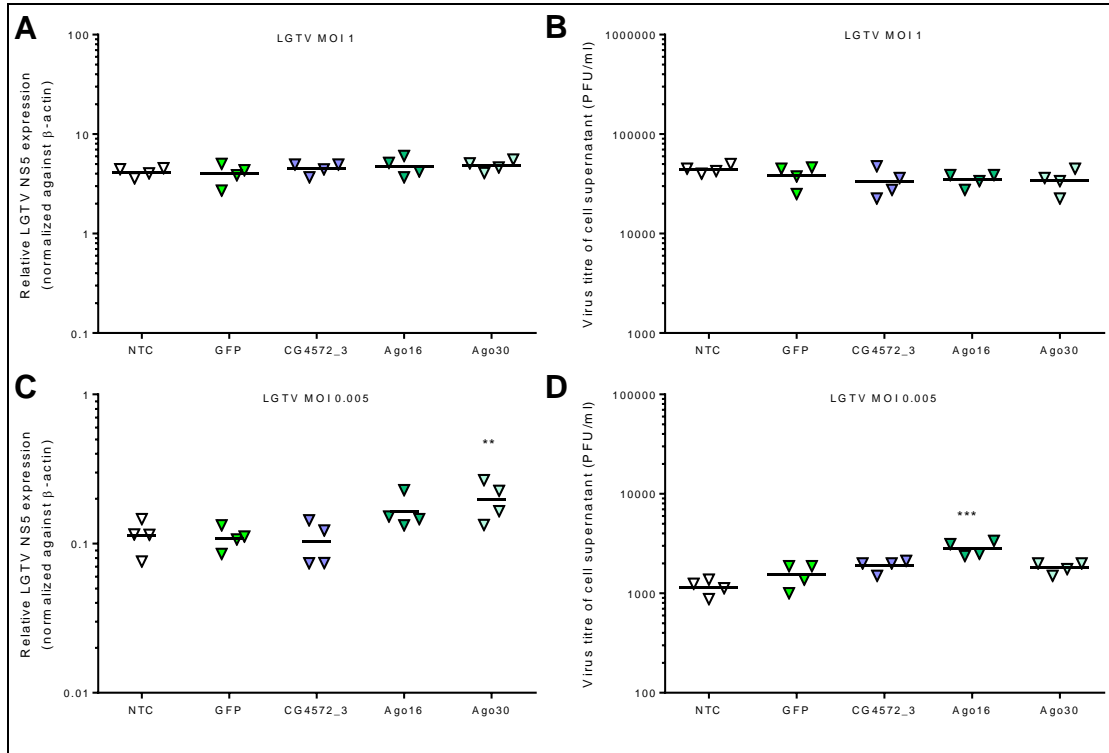 A
LGTV MOI 1
Relative LGTV NS5 expression
(normalized against β-actin)
100
10
1
0.1
NTC GFP CG4572_3 Ago16 Ago30
B
LGTV MOI 1
Virus titre of cell supernatant (PFU/ml)
1000000
100000
10000
1000
NTC GFP CG4572_3 Ago16 Ago30
C
LGTV MOI 0.005
Relative LGTV NS5 expression
(normalized against β-actin)
1
0.1
0.01
**
NTC GFP CG4572_3 Ago16 Ago30
D
LGTV MOI 0.005
Virus titre of cell supernatant (PFU/ml)
100000
10000
1000
100
***
NTC GFP CG4572_3 Ago16 Ago30